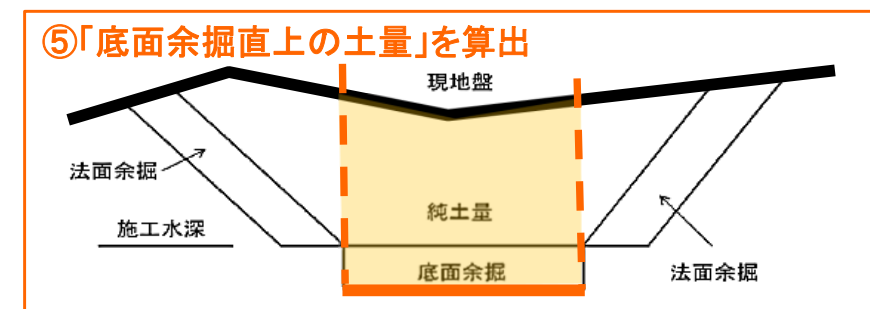 ⑤「底面余掘直上の土量」を算出
現地盤
法面余掘
純土量
施工水深
底面余掘
法面余掘